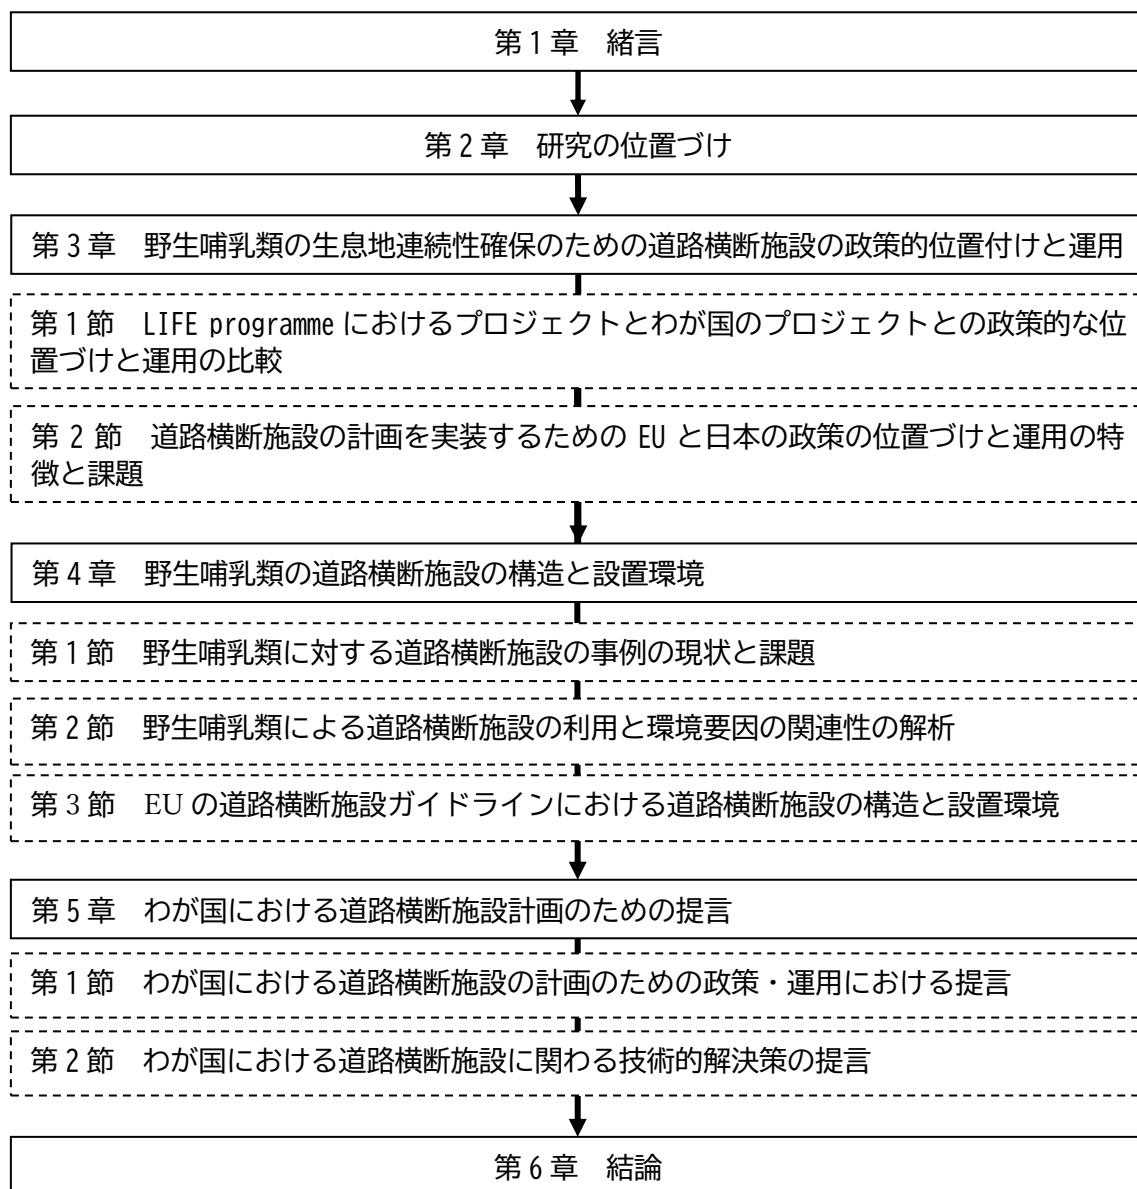 第1章　緒言
第2章　研究の位置づけ
第3章　野生哺乳類の生息地連続性確保のための道路横断施設の政策的位置付けと運用
第1節　LIFE programme におけるプロジェクトとわが国のプロジェクトとの政策的な位
置づけと運用の比較
第2節　道路横断施設の計画を実装するための EU と日本の政策の位置づけと運用の特
徴と課題
第4章　野生哺乳類の道路横断施設の構造と設置環境
第1節　野生哺乳類に対する道路横断施設の事例の現状と課題
第2節　野生哺乳類による道路横断施設の利用と環境要因の関連性の解析
第3節　EU の道路横断施設ガイドラインにおける道路横断施設の構造と設置環境
第5章　わが国における道路横断施設計画のための提言
第1節　わが国における道路横断施設の計画のための政策・運用における提言
第2節　わが国における道路横断施設に関わる技術的解決策の提言
第6章　結論